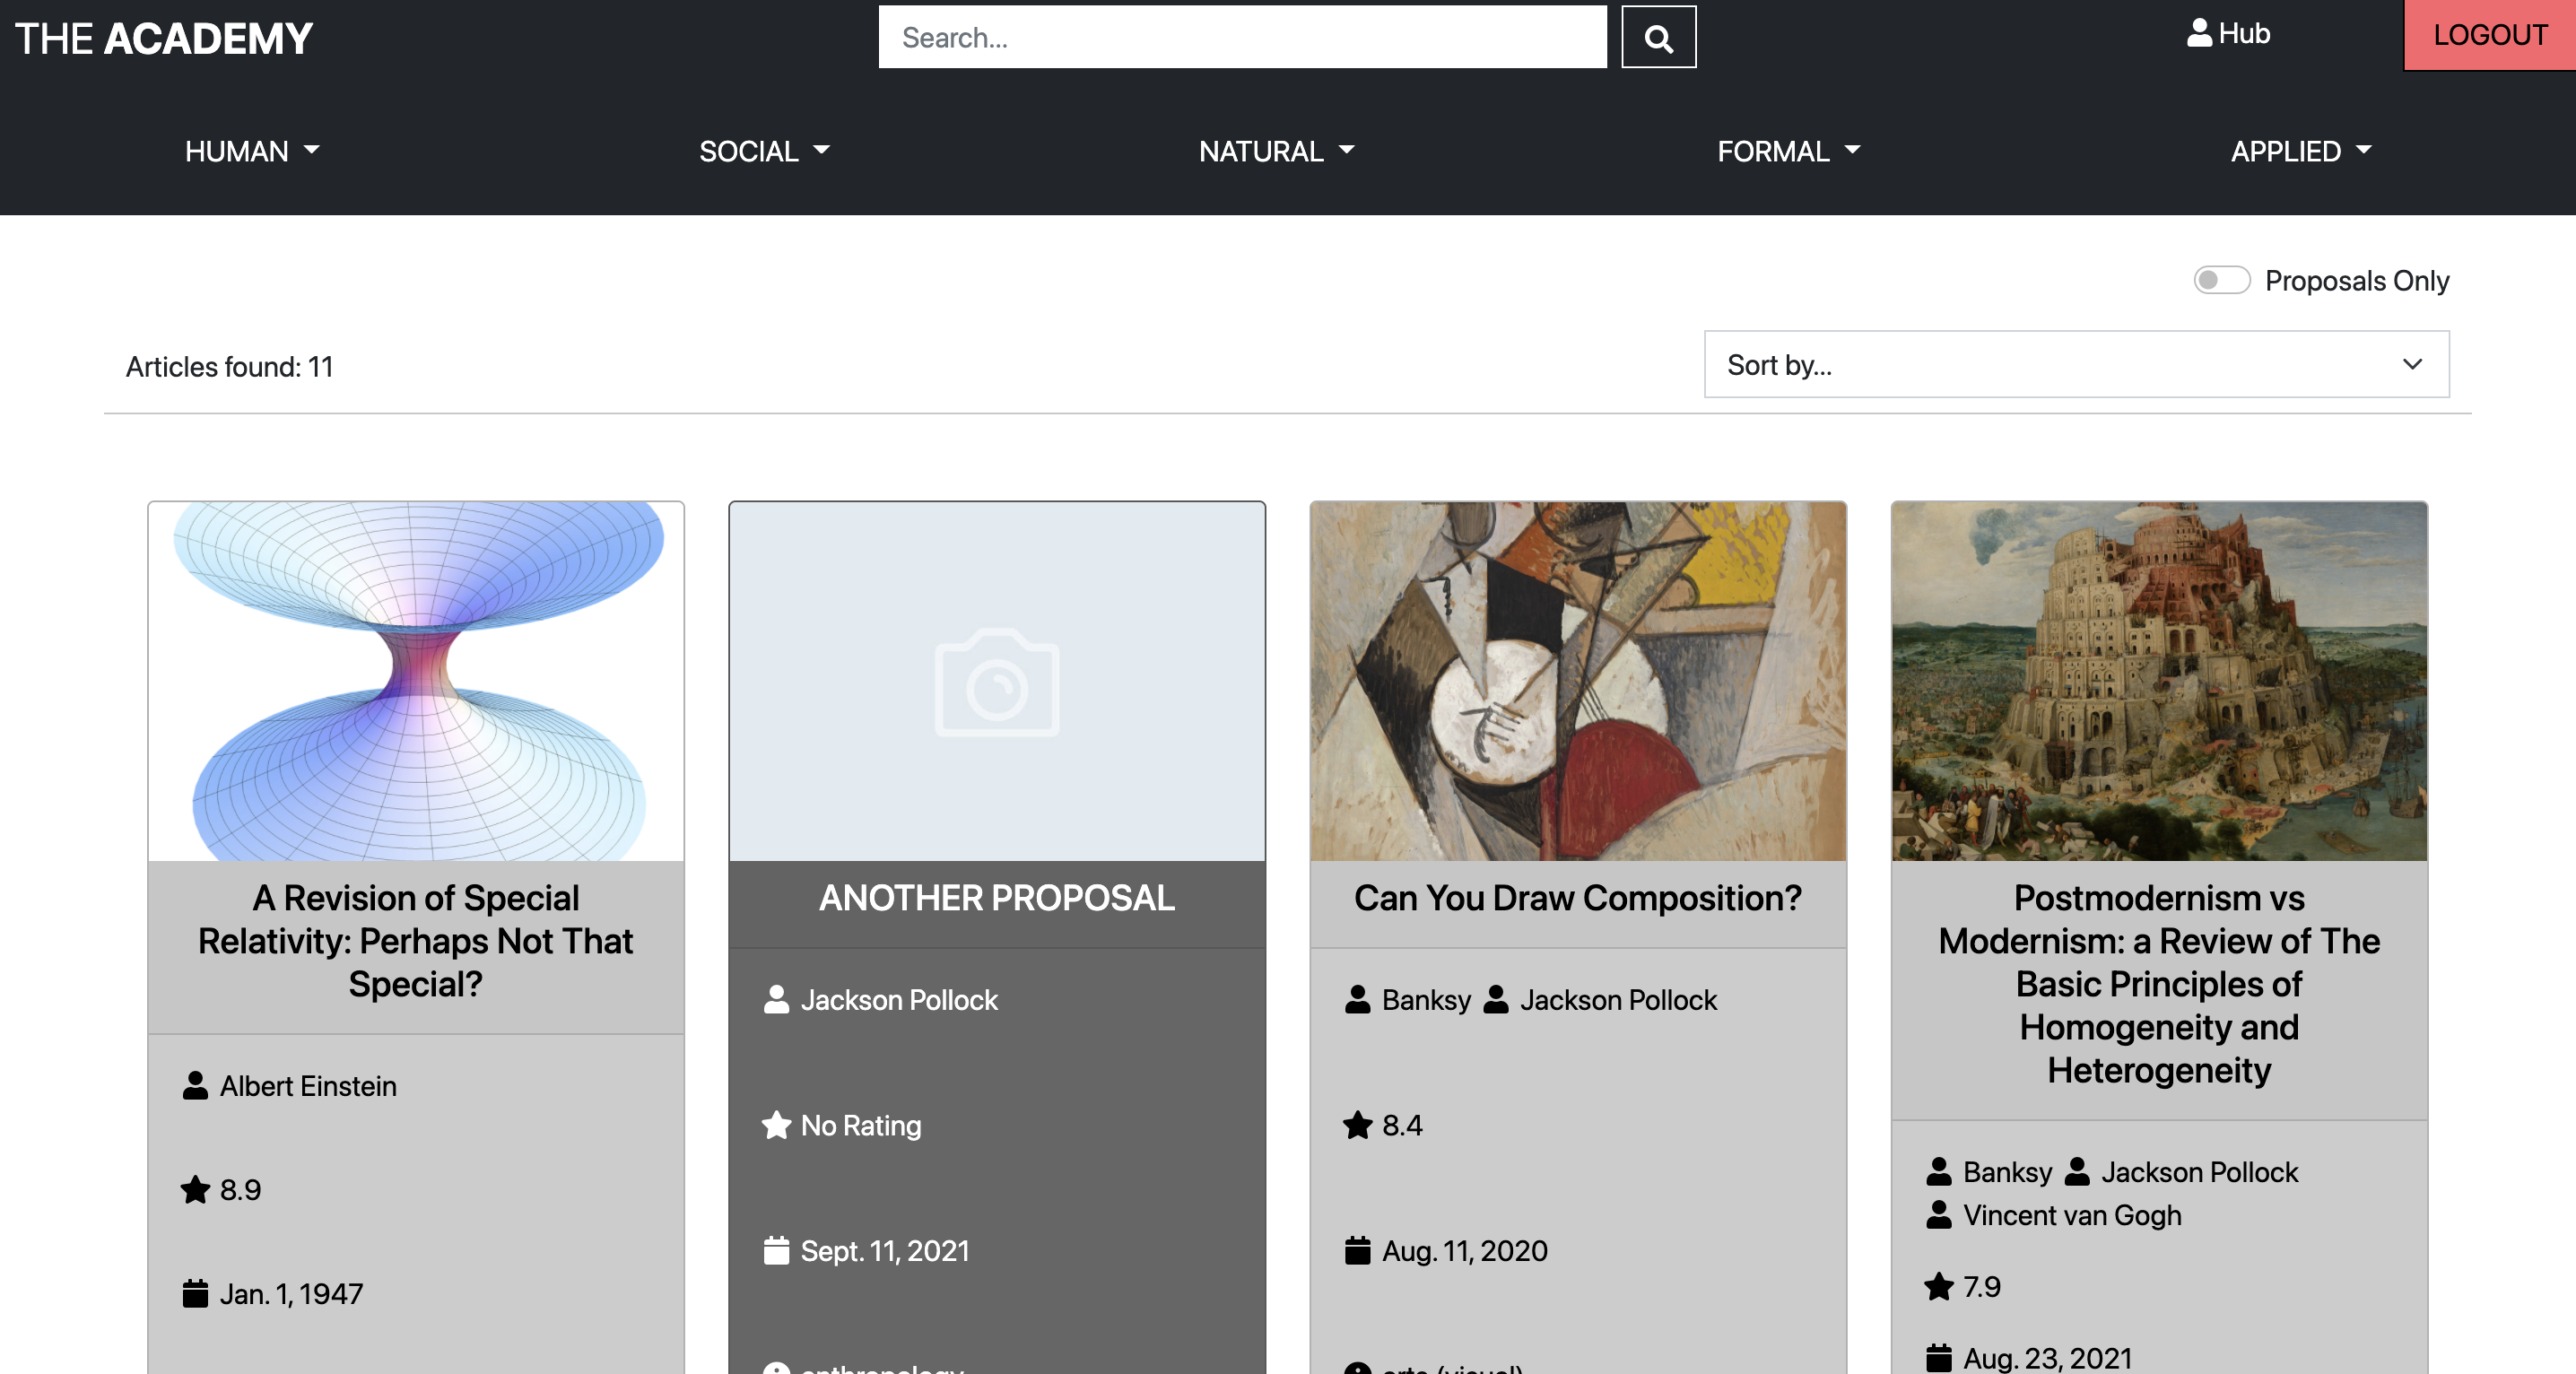 THE ACADEMY
Search...
Hub
LOGOUT
HUMAN
SOCIAL
NATURAL
FORMAL
APPLIED
Proposals Only
Articles found: 11
Sort by...
A Revision of Special
Relativity: Perhaps Not That
Special?
Albert Einstein
8.9
Jan. 1, 1947
ANOTHER PROPOSAL
Jackson Pollock
No Rating
Sept. 11, 2021
anthropology
Can You Draw Composition?
Banksy Jackson Pollock
8.4
Aug. 11, 2020
arts (visual)
Postmodernism vs
Modernism: a Review of The
Basic Principles of
Homogeneity and
Heterogeneity
Banksy Jackson Pollock
Vincent van Gogh
7.9
Aug. 23, 2021